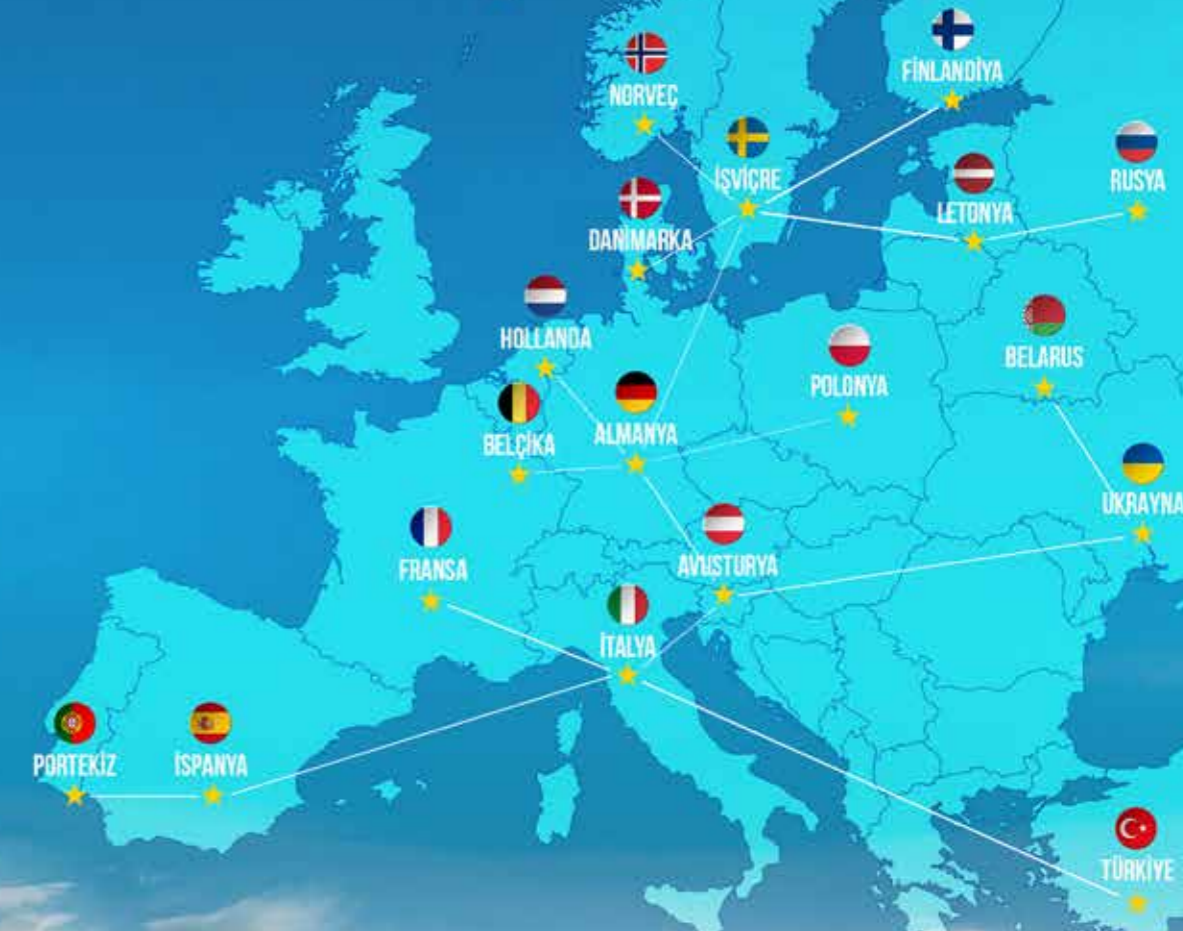 FİNLANDİYA
NORVEÇ
İŞVİÇRE
RUSYA
LETONYA
DANİMARKA
HOLLANDA
BELARUS
POLONYA
BELÇİKA
ALMANYA
UKRAYNA
FRANSA
AVUSTURYA
İTALYA
PORTEKİZ
İSPANYA
TÜRKİYE